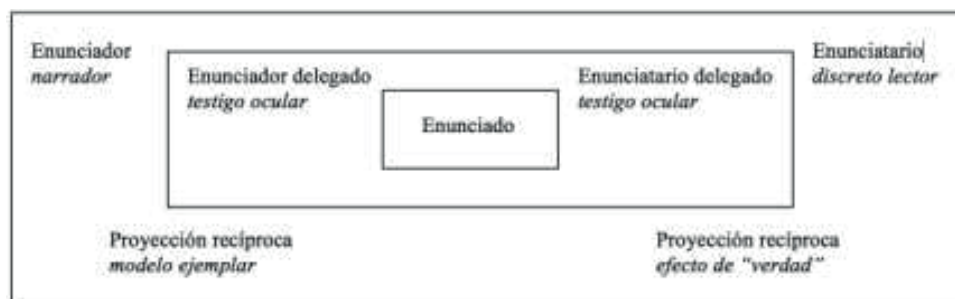 Enunciador
narrador
Enunciador delegado
testigo ocular
Enunciado
Enunciatario delegado
testigo ocular
Enunciatario
discreto lector
Proyección recíproca
modelo ejemplar
Proyección recíproca
efecto de “verdad”